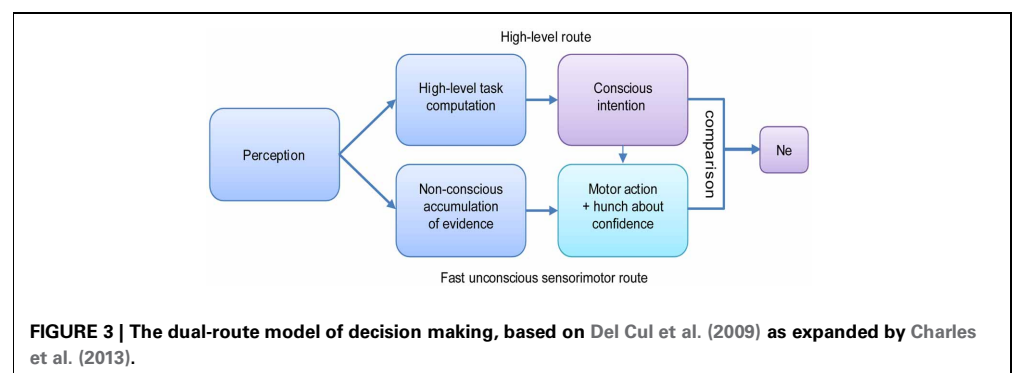 High-level route
High-level task
computation
Conscious
intention
Perception
comparison
Ne
Non-conscious
accumulation
of evidence
Motor action
+ hunch about
confidence
Fast unconscious sensorimotor route
FIGURE 3 | The dual-route model of decision making, based on Del Cul et al. (2009) as expanded by Charles
et al. (2013).